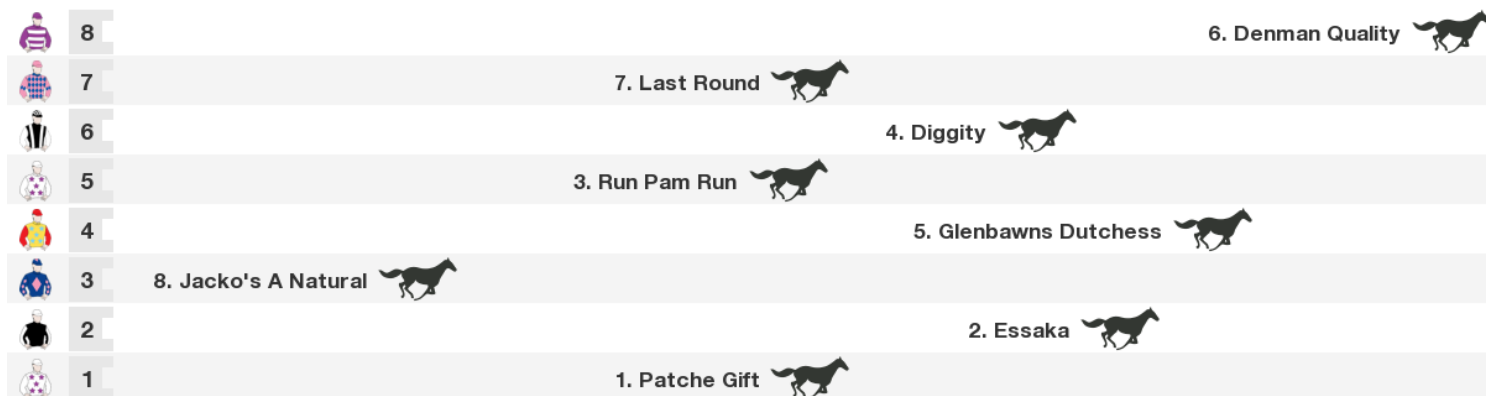 8 6. Denman Quality
7 7. Last Round
6 4. Diggity
5 3. Run Pam Run
4 5. Glenbawns Dutchess
3 8. Jacko's A Natural
2 2. Essaka
1 1. Patche Gift